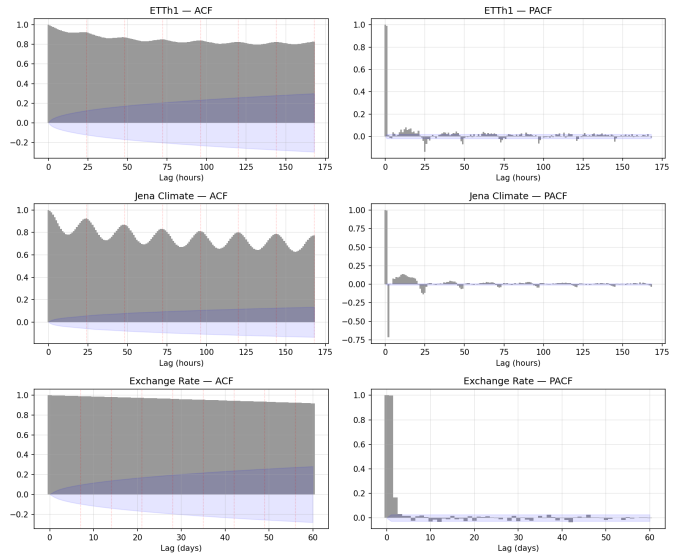 ETTh1 — ACF
1.0
0.8
0.6
0.4
0.2
0.0
−0.2
0 25 50 75 100 125 150 175
Lag (hours)
ETTh1 — PACF
1.0
0.8
0.6
0.4
0.2
0.0
0 25 50 75 100 125 150 175
Lag (hours)
Jena Climate — ACF
1.0
0.8
0.6
0.4
0.2
0.0
0 25 50 75 100 125 150 175
Lag (hours)
Jena Climate — PACF
1.00
0.75
0.50
0.25
0.00
−0.25
−0.50
−0.75
0 25 50 75 100 125 150 175
Lag (hours)
Exchange Rate — ACF
1.0
0.8
0.6
0.4
0.2
0.0
−0.2
0 10 20 30 40 50 60
Lag (days)
Exchange Rate — PACF
1.0
0.8
0.6
0.4
0.2
0.0
0 10 20 30 40 50 60
Lag (days)